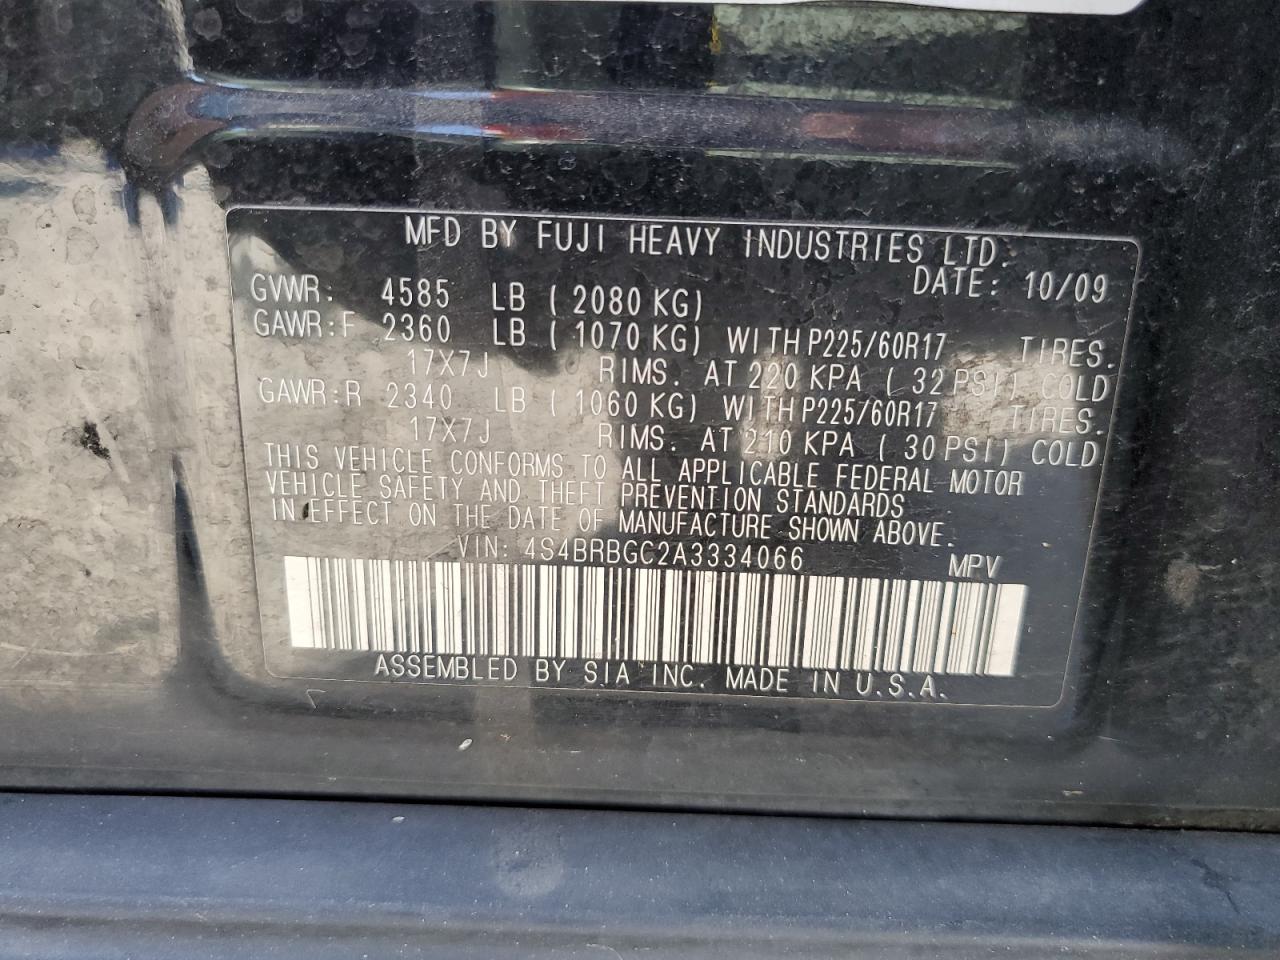 MFD BY FUJI HEAVY INDUSTRIES LTD.
DATE: 10/09
GVWR: 4585 LB ( 2080 KG)
GAWR:F 2360 LB ( 1070 KG) WITH P225/60R17 TIRES.
17X7J RIMS. AT 220 KPA ( 32 PSI) COLD
GAWR:R 2340 LB ( 1060 KG) WITH P225/60R17 TIRES.
17X7J RIMS. AT 210 KPA ( 30 PSI) COLD
THIS VEHICLE CONFORMS TO ALL APPLICABLE FEDERAL MOTOR
VEHICLE SAFETY AND THEFT PREVENTION STANDARDS
IN EFFECT ON THE DATE OF MANUFACTURE SHOWN ABOVE.
VIN: 4S4BRBGC2A3334066 MPV
ASSEMBLED BY SIA INC. MADE IN U.S.A.